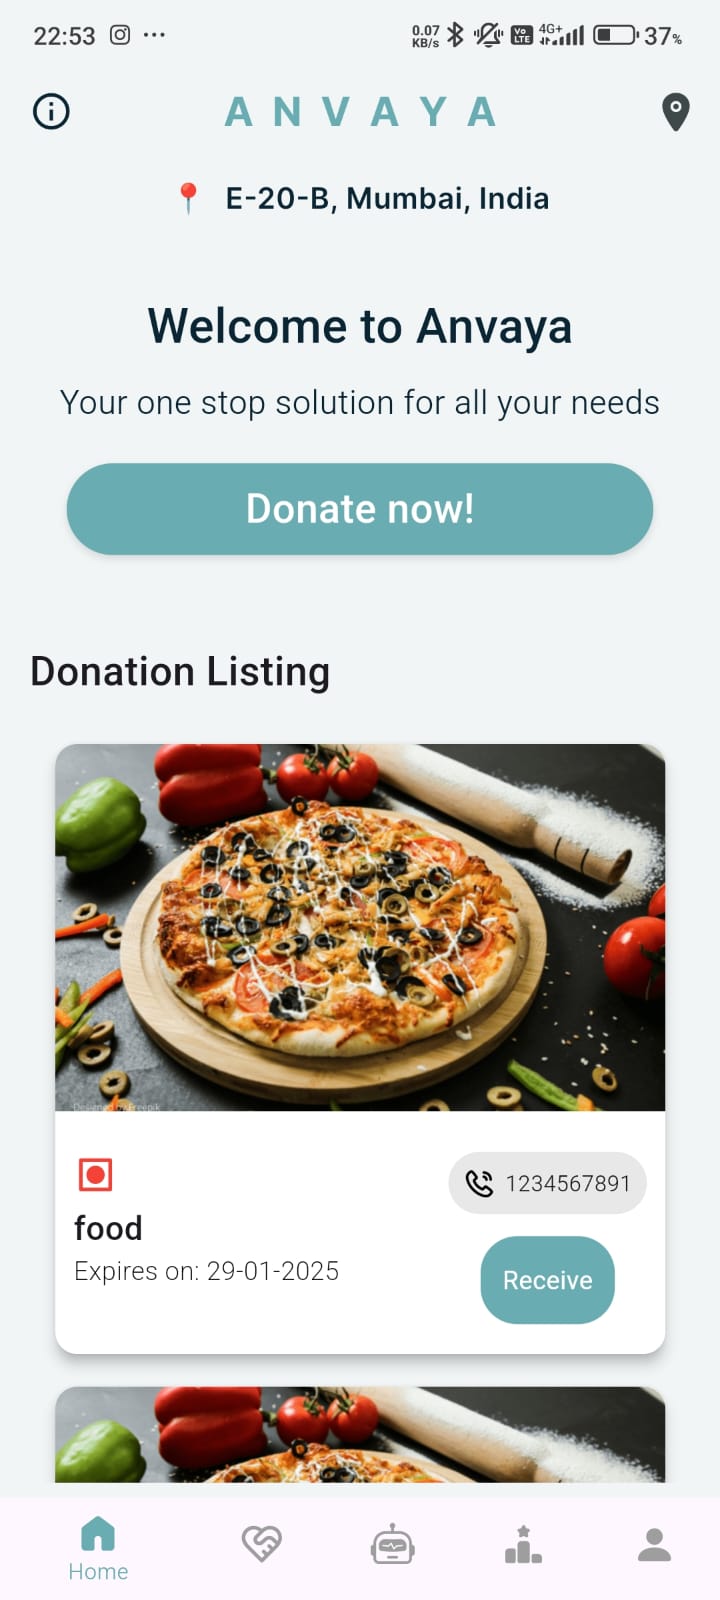 22:53
0.07
KB/s
Vo
LTE
4G+
37%
ANVAYA
E-20-B, Mumbai, India
Welcome to Anvaya
Your one stop solution for all your needs
Donate now!
Donation Listing
Designed by Freepik
1234567891
food
Expires on: 29-01-2025
Receive
Home